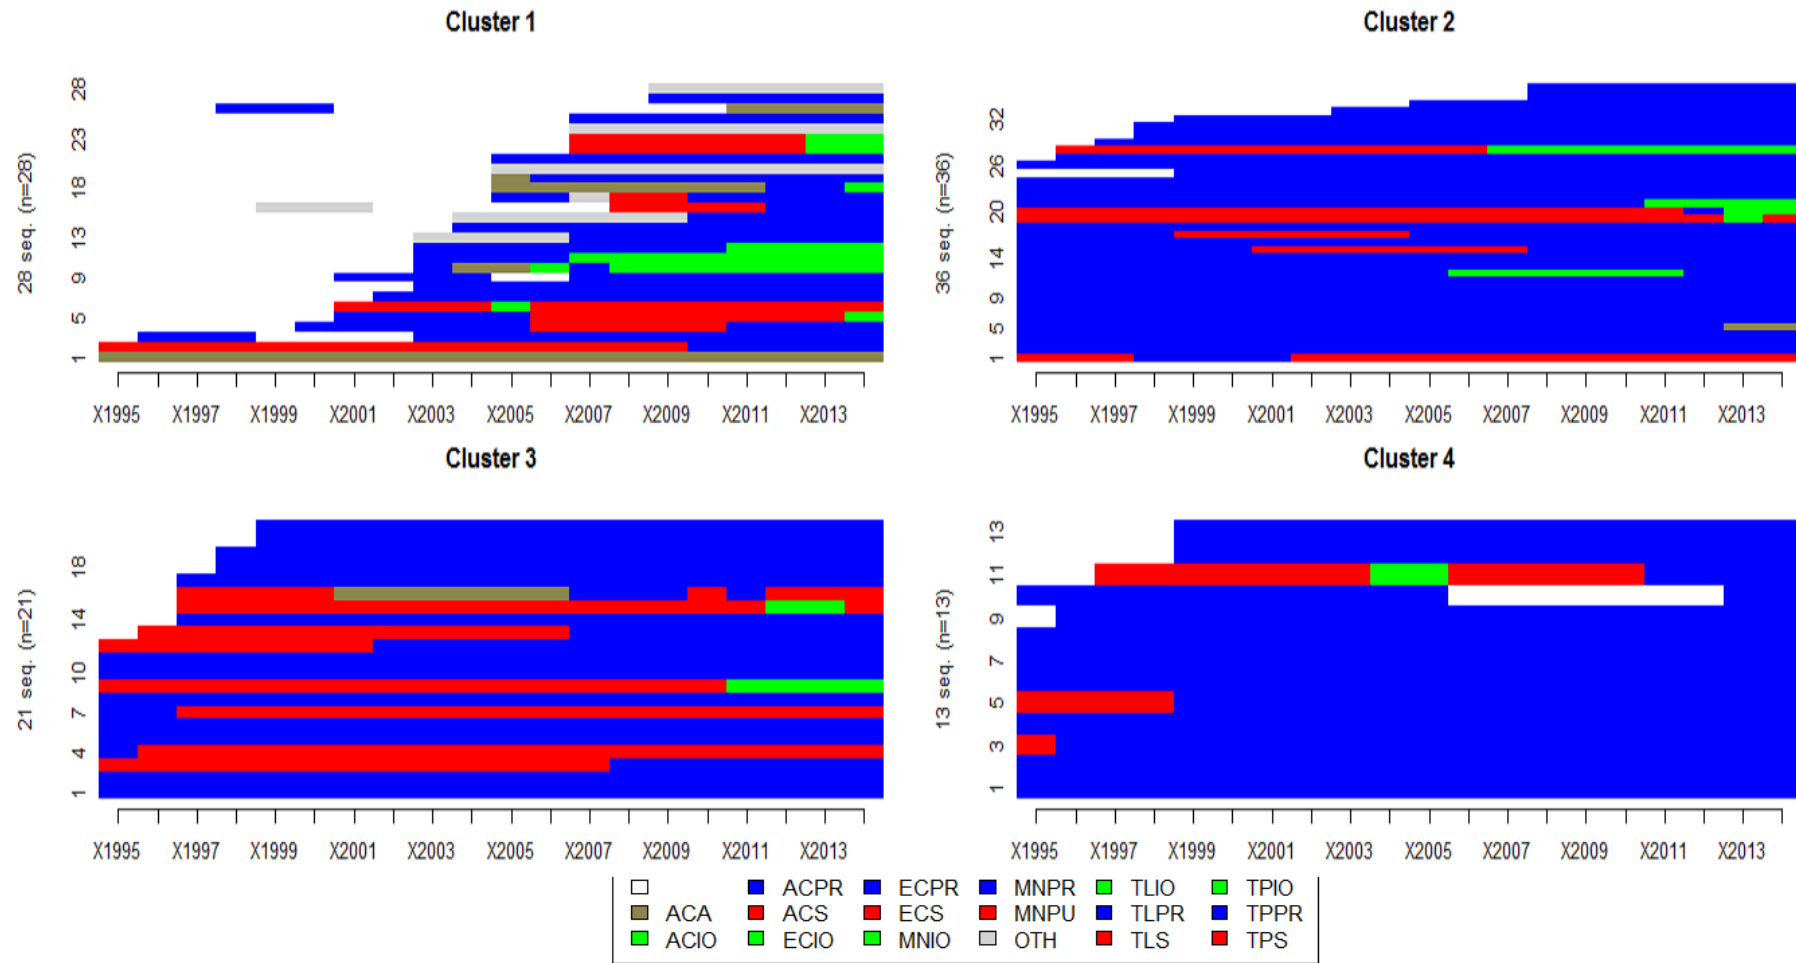 Cluster 1
Cluster 2
28 seq. (n=28)
1 5 9 13 18 23 28
X1995 X1997 X1999 X2001 X2003 X2005 X2007 X2009 X2011 X2013
36 seq. (n=36)
1 5 9 14 20 26 32
X1995 X1997 X1999 X2001 X2003 X2005 X2007 X2009 X2011 X2013
Cluster 3
Cluster 4
21 seq. (n=21)
1 4 7 10 14 18
X1995 X1997 X1999 X2001 X2003 X2005 X2007 X2009 X2011 X2013
13 seq. (n=13)
1 3 5 7 9 11 13
X1995 X1997 X1999 X2001 X2003 X2005 X2007 X2009 X2011 X2013
ACPR ECPR MNPR TLIO TPIO
ACA ACS ECS MNPU TLPR TPPR
ACIO ECIO MNIO OTH TLS TPS